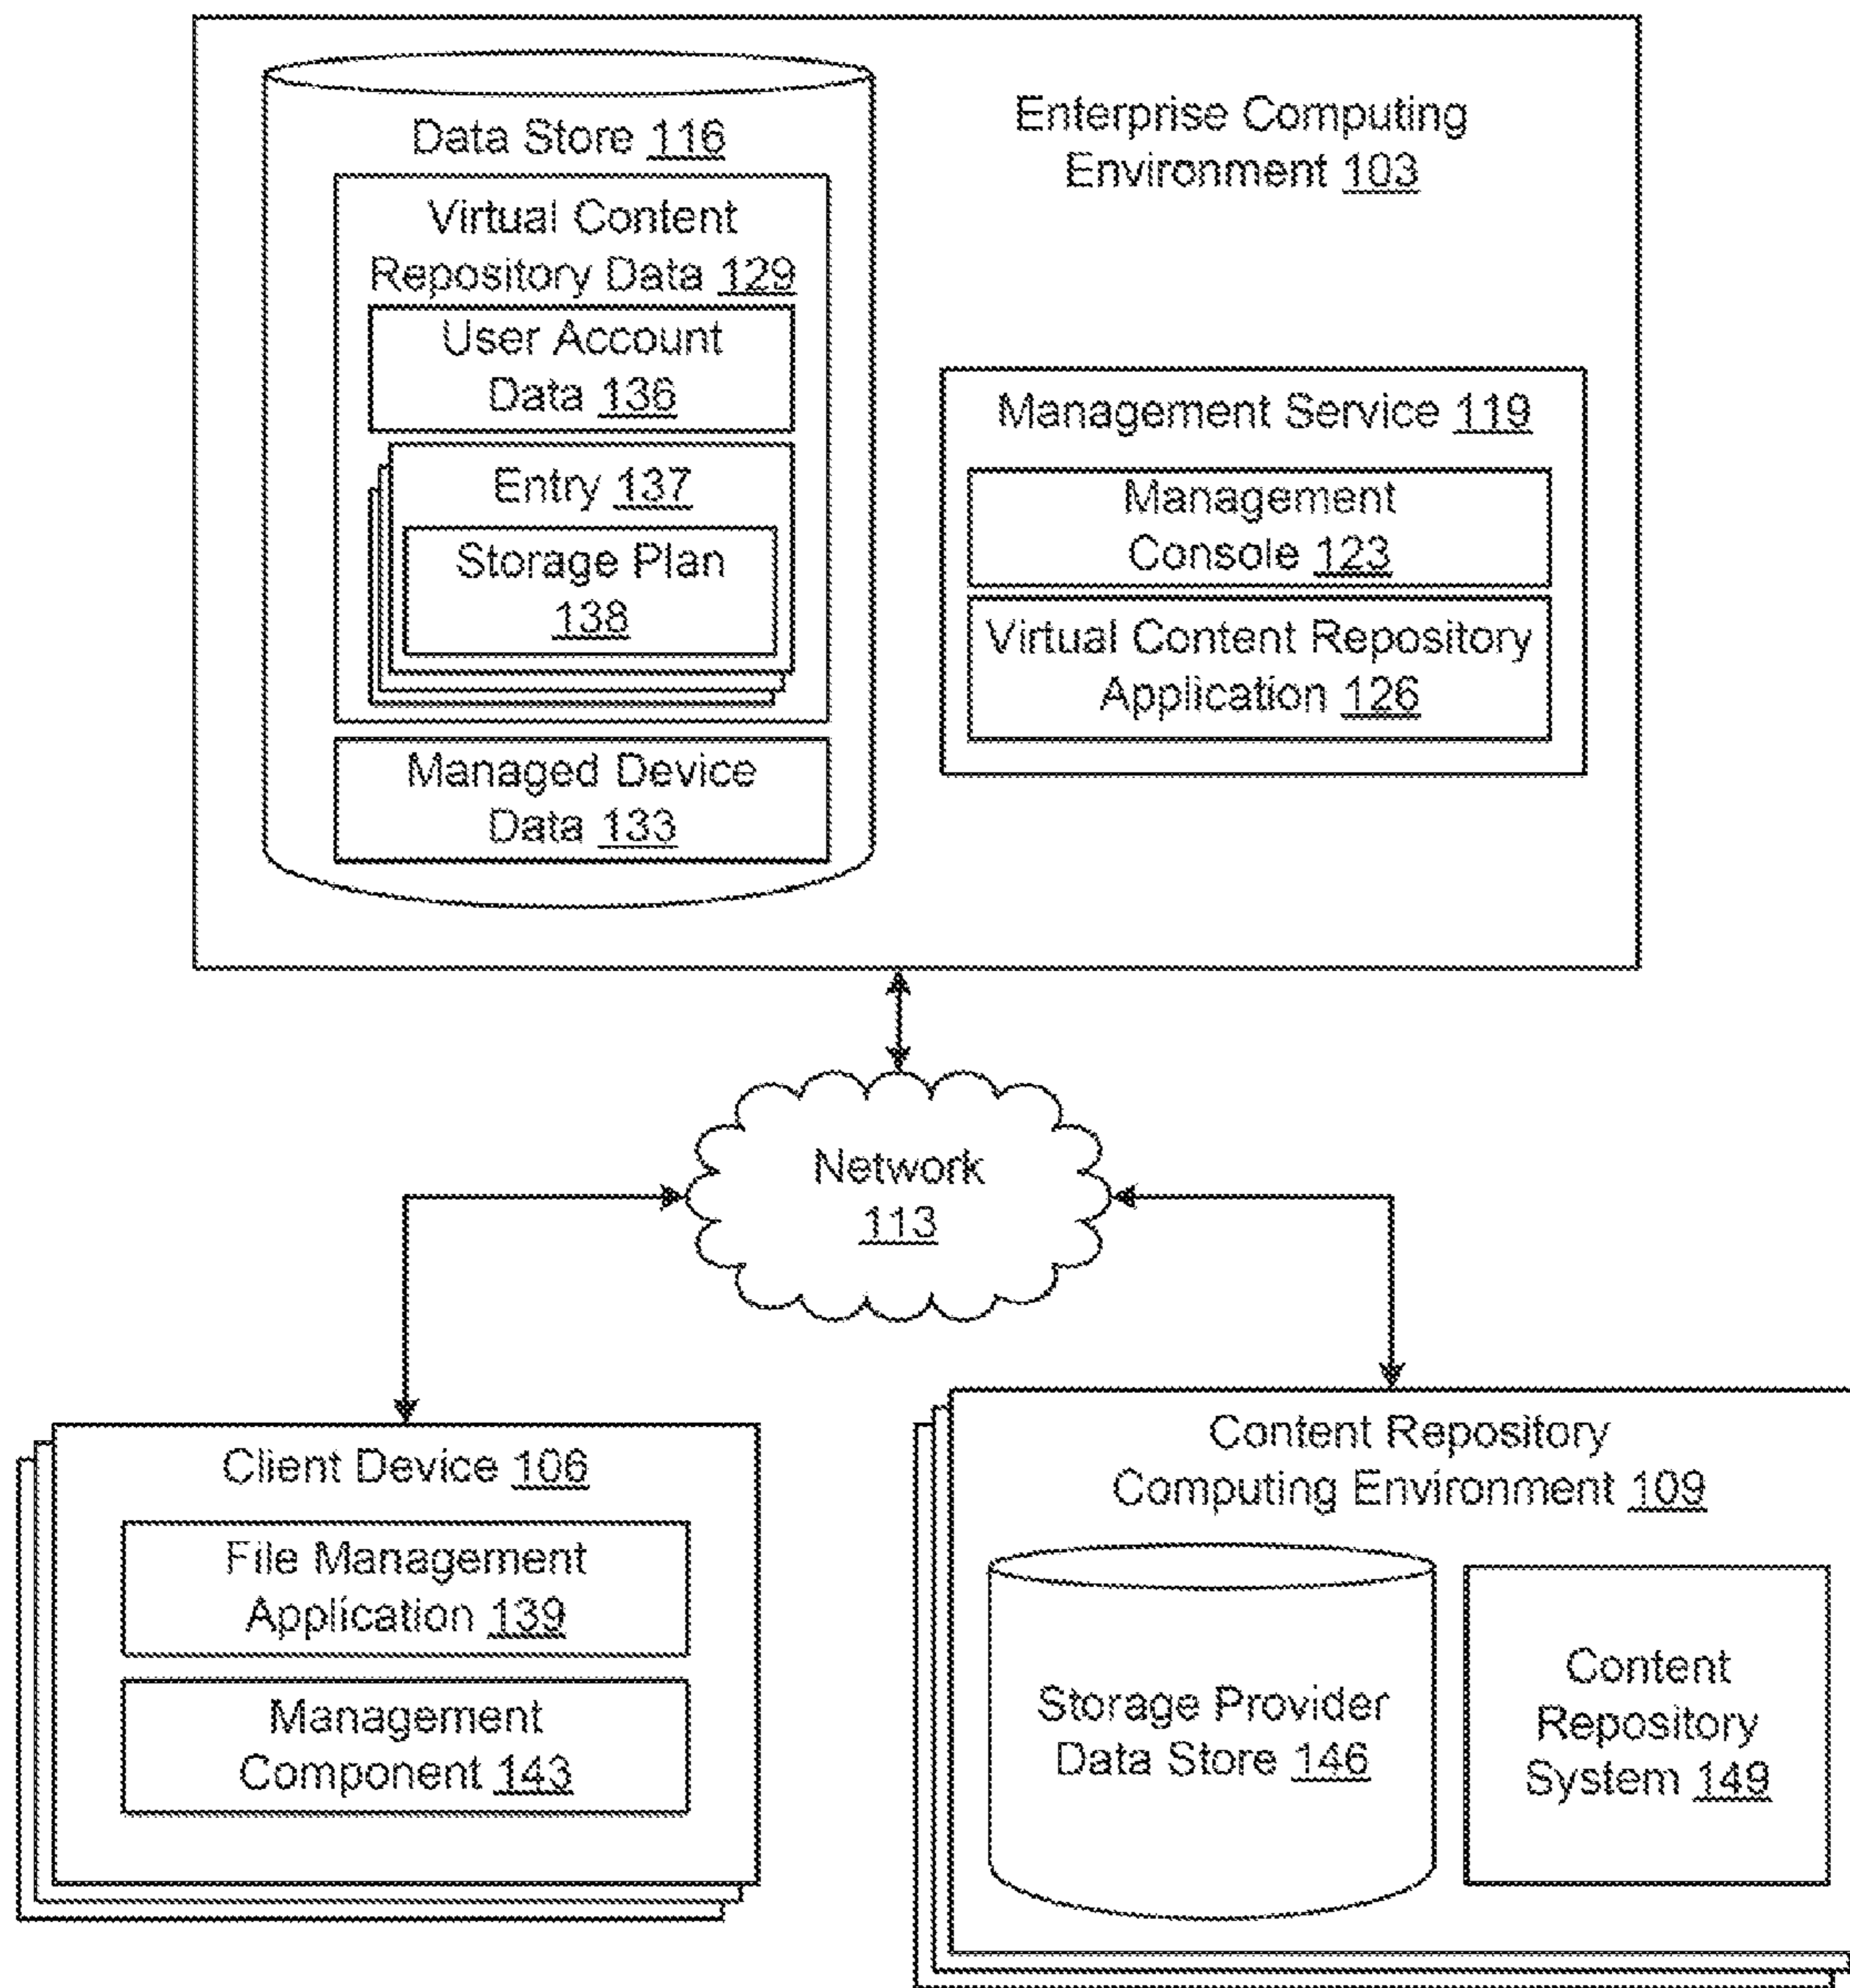 Enterprise Computing
Environment 103
Data Store 116
Virtual Content
Repository Data 129
User Account
Data 136
Entry 137
Storage Plan
138
Managed Device
Data 133
Management Service 119
Management
Console 123
Virtual Content Repository
Application 126
Network
113
Client Device 106
File Management
Application 139
Management
Component 143
Content Repository
Computing Environment 109
Storage Provider
Data Store 146
Content
Repository
System 149